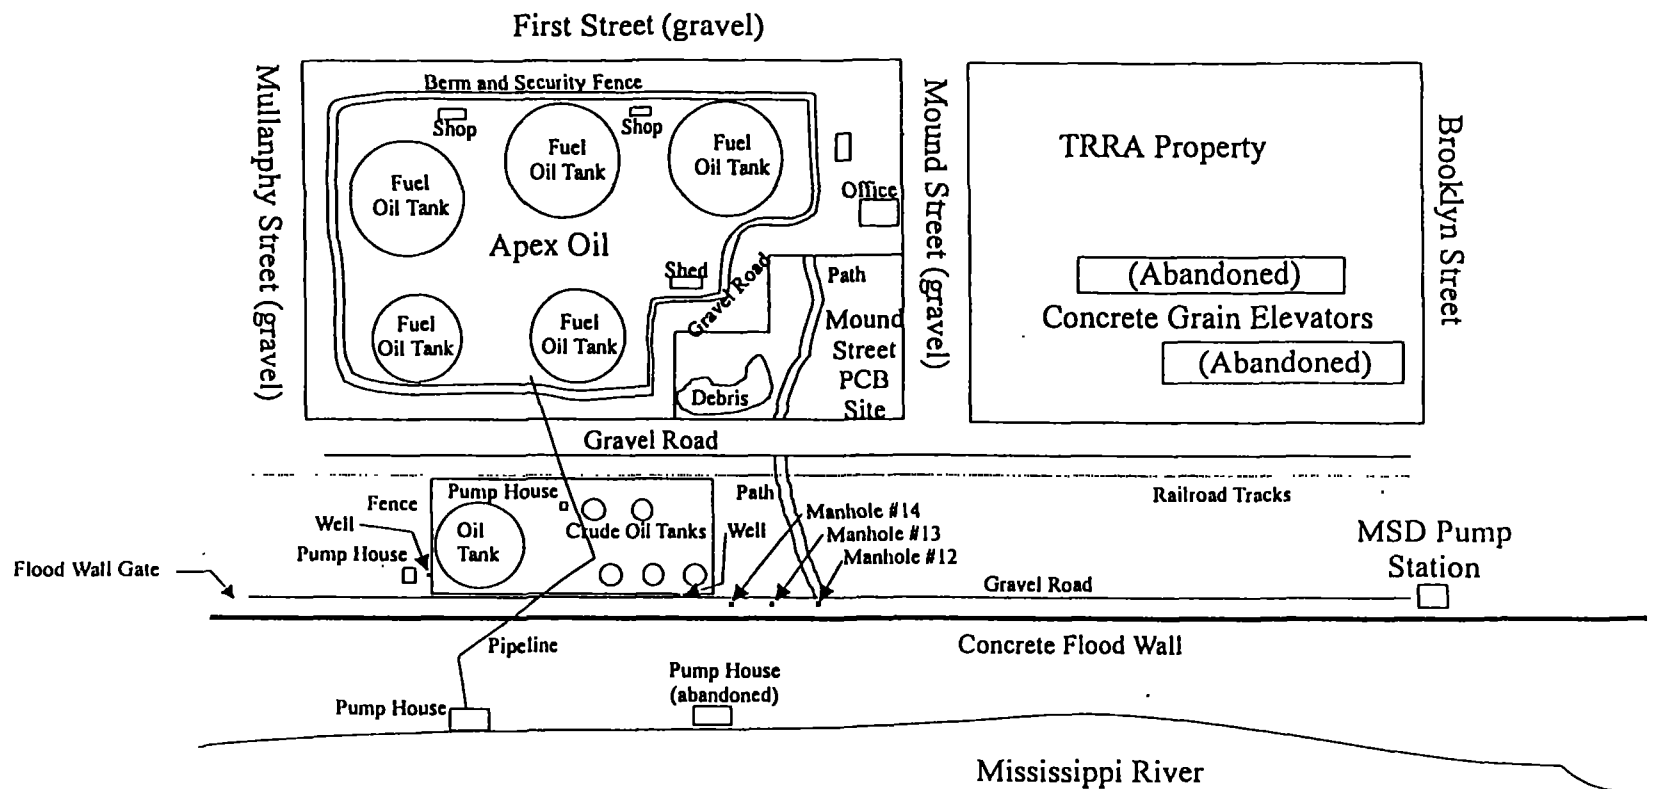 First Street (gravel)
Mullanphy Street (gravel)
Berm and Security Fence
Shop
Shop
Fuel
Oil Tank
Fuel
Oil Tank
Fuel
Oil Tank
Office
Apex Oil
Shed
Gravel Road
Fuel
Oil Tank
Fuel
Oil Tank
Debris
Path
Mound
Street
PCB
Site
Mound Street (gravel)
TRRA Property
(Abandoned)
Concrete Grain Elevators
(Abandoned)
Brooklyn Street
Gravel Road
Railroad Tracks
Fence
Well
Pump House
Flood Wall Gate
Pump House
Oil
Tank
Crude Oil Tanks
Path
Well
Manhole #14
Manhole #13
Manhole #12
Gravel Road
MSD Pump
Station
Concrete Flood Wall
Pipeline
Pump House
Pump House
(abandoned)
Mississippi River